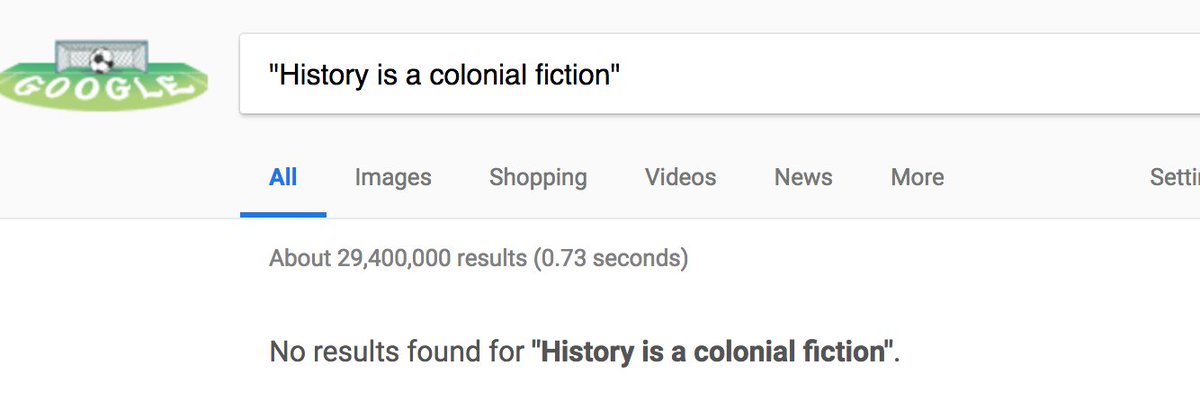 GOOGLE
"History is a colonial fiction"
All Images Shopping Videos News More
About 29,400,000 results (0.73 seconds)
No results found for "History is a colonial fiction".